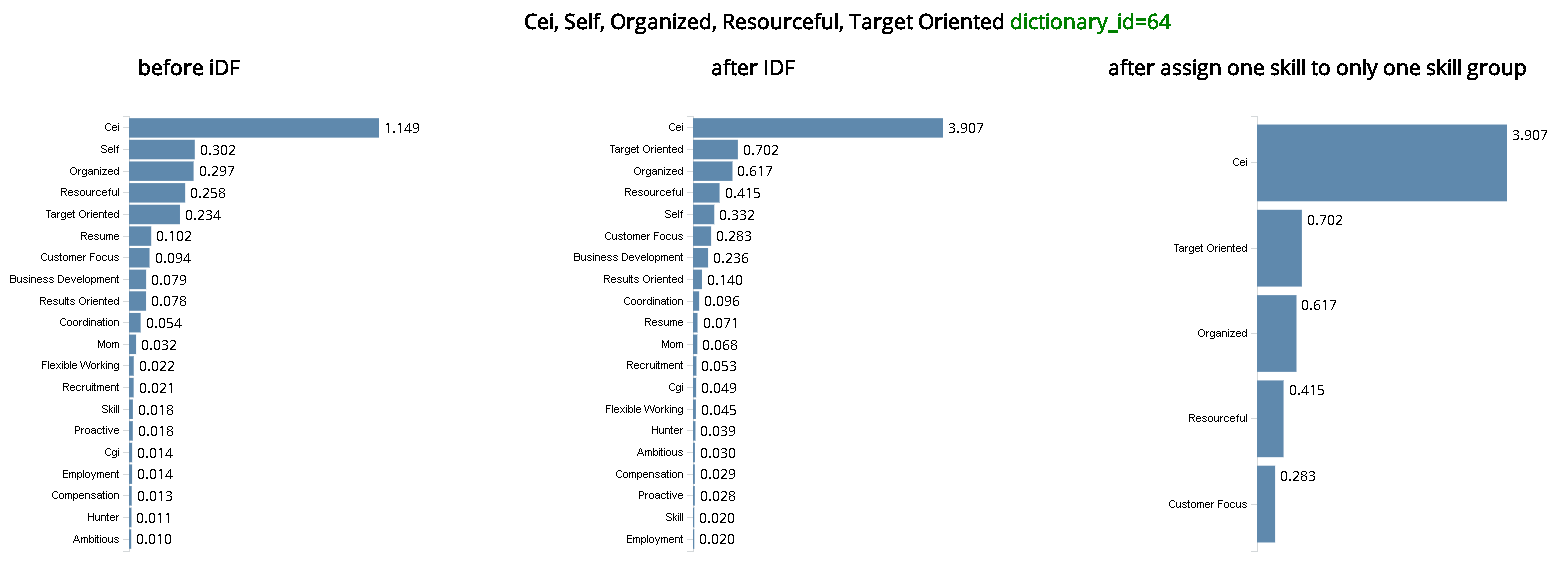 Cei, Self, Organized, Resourceful, Target Oriented dictionary_id=64
before iDF
Cei 1.149
Self 0.302
Organized 0.297
Resourceful 0.258
Target Oriented 0.234
Resume 0.102
Customer Focus 0.094
Business Development 0.079
Results Oriented 0.078
Coordination 0.054
Mom 0.032
Flexible Working 0.022
Recruitment 0.021
Skill 0.018
Proactive 0.018
Cgi 0.014
Employment 0.014
Compensation 0.013
Hunter 0.011
Ambitious 0.010
after IDF
Cei 3.907
Target Oriented 0.702
Organized 0.617
Resourceful 0.415
Self 0.332
Customer Focus 0.283
Business Development 0.236
Results Oriented 0.140
Coordination 0.096
Resume 0.071
Mom 0.068
Recruitment 0.053
Cgi 0.049
Flexible Working 0.045
Hunter 0.039
Ambitious 0.030
Compensation 0.029
Proactive 0.028
Skill 0.020
Employment 0.020
after assign one skill to only one skill group
Cei 3.907
Target Oriented 0.702
Organized 0.617
Resourceful 0.415
Customer Focus 0.283